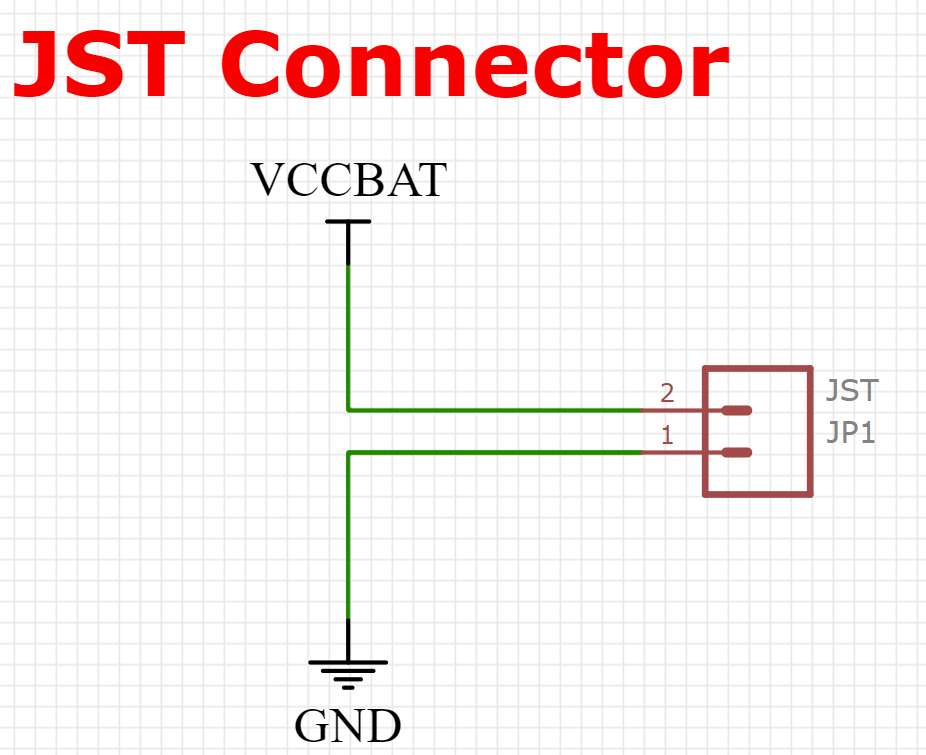 JST Connector
VCCBAT
2
JST
1
JP1
GND